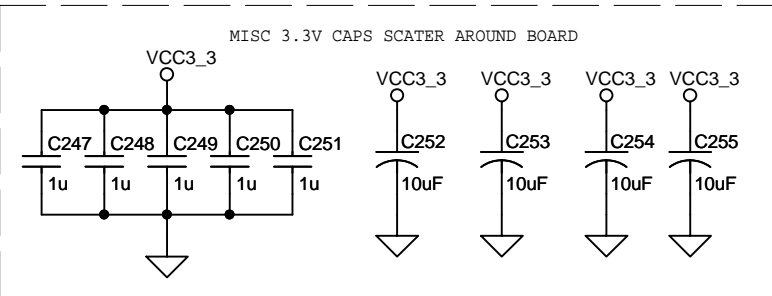 MISC 3.3V CAPS SCATER AROUND BOARD
VCC3_3
VCC3_3 VCC3_3 VCC3_3 VCC3_3
C247 C248 C249 C250 C251 C252 C253 C254 C255
1u 1u 1u 1u 1u 10uF 10uF 10uF 10uF